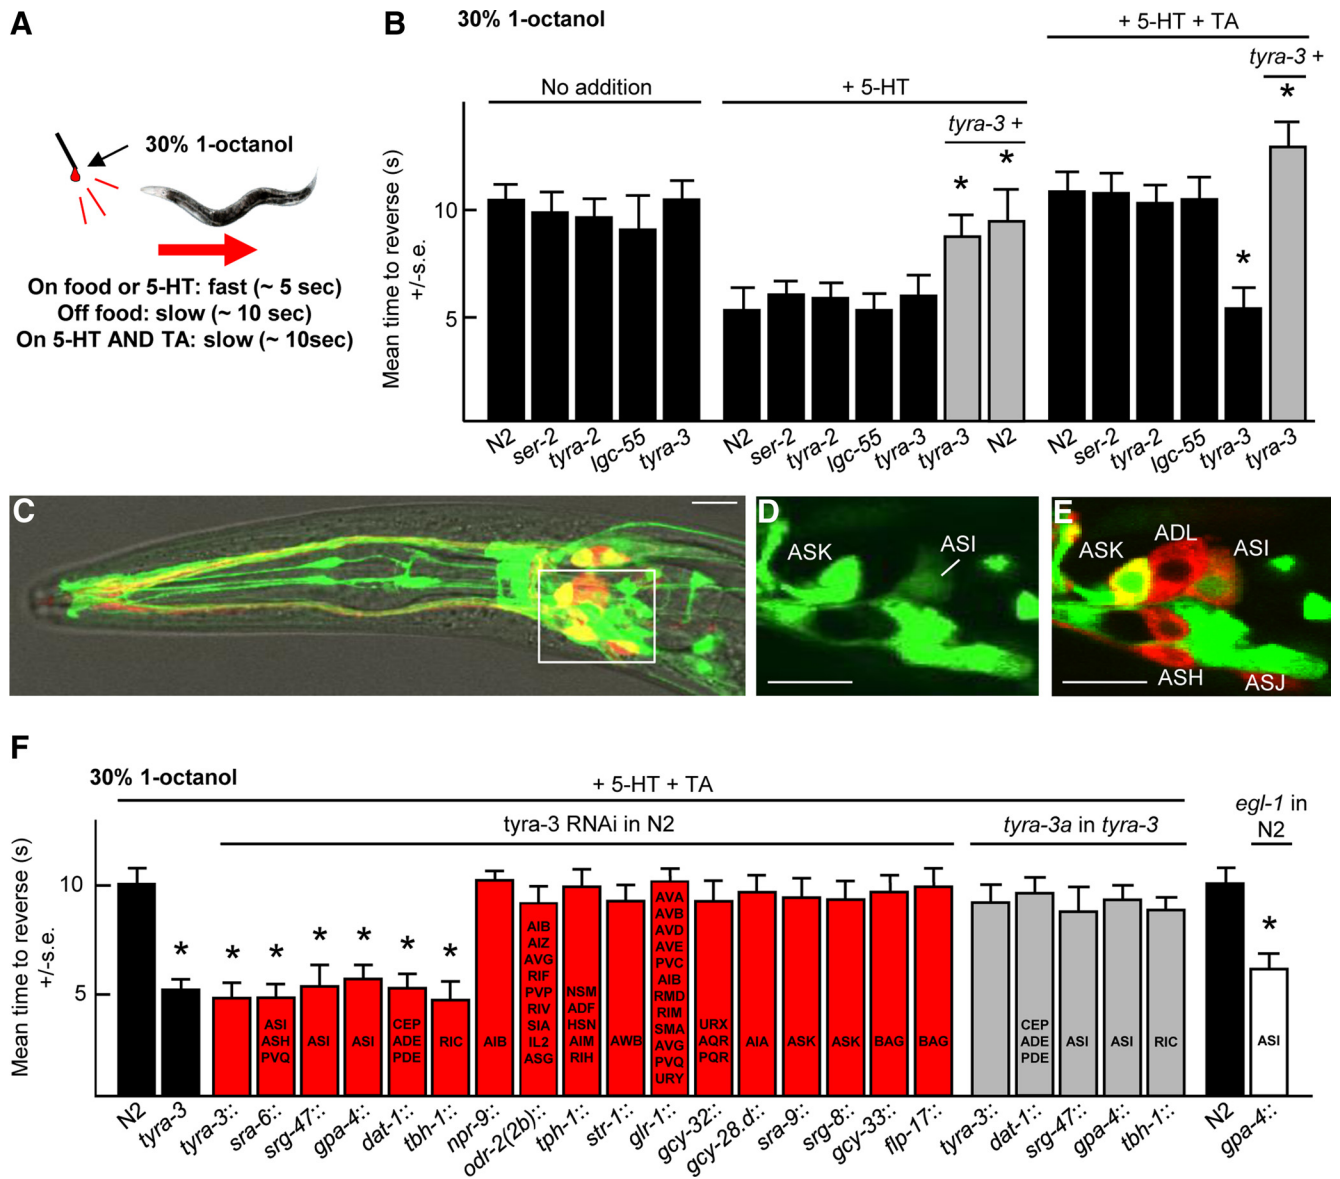 A
30% 1-octanol
On food or 5-HT: fast (~ 5 sec)
Off food: slow (~ 10 sec)
On 5-HT AND TA: slow (~ 10sec)
B
30% 1-octanol
+ 5-HT + TA
tyra-3 +
No addition
+ 5-HT
tyra-3 +
*
*
*
*
Mean time to reverse (s)
+/-s.e.
10
5
N2
ser-2
tyra-2
lgc-55
tyra-3
N2
ser-2
tyra-2
lgc-55
tyra-3
tyra-3
N2
N2
ser-2
tyra-2
lgc-55
tyra-3
tyra-3
C
D
ASK
ASI
E
ASK
ADL
ASI
ASH
ASJ
F
30% 1-octanol
+ 5-HT + TA
tyra-3 RNAi in N2
tyra-3a in tyra-3
egl-1 in
N2
Mean time to reverse (s)
+/-s.e.
10
5
*
*
*
*
*
*
*
*
ASI
ASH
PVQ
ASI
ASI
CEP
ADE
PDE
RIC
AIB
AIB
AIZ
AVG
RIF
PVP
RIV
SIA
IL2
ASG
NSM
ADF
HSN
AIM
RIH
AWB
AVA
AVB
AVD
AVE
PVC
AIB
RMD
RIM
SMA
AVG
PVQ
URY
URX
AQR
PQR
AIA
ASK
ASK
BAG
BAG
CEP
ADE
PDE
ASI
ASI
RIC
ASI
N2
tyra-3
tyra-3::
sra-6::
srg-47::
gpa-4::
dat-1::
tbh-1::
npr-9::
odr-2(2b)::
tph-1::
str-1::
glr-1::
gcy-32::
gcy-28.d::
sra-9::
srg-8::
gcy-33::
flp-17::
tyra-3::
dat-1::
srg-47::
gpa-4::
tbh-1::
N2
gpa-4::